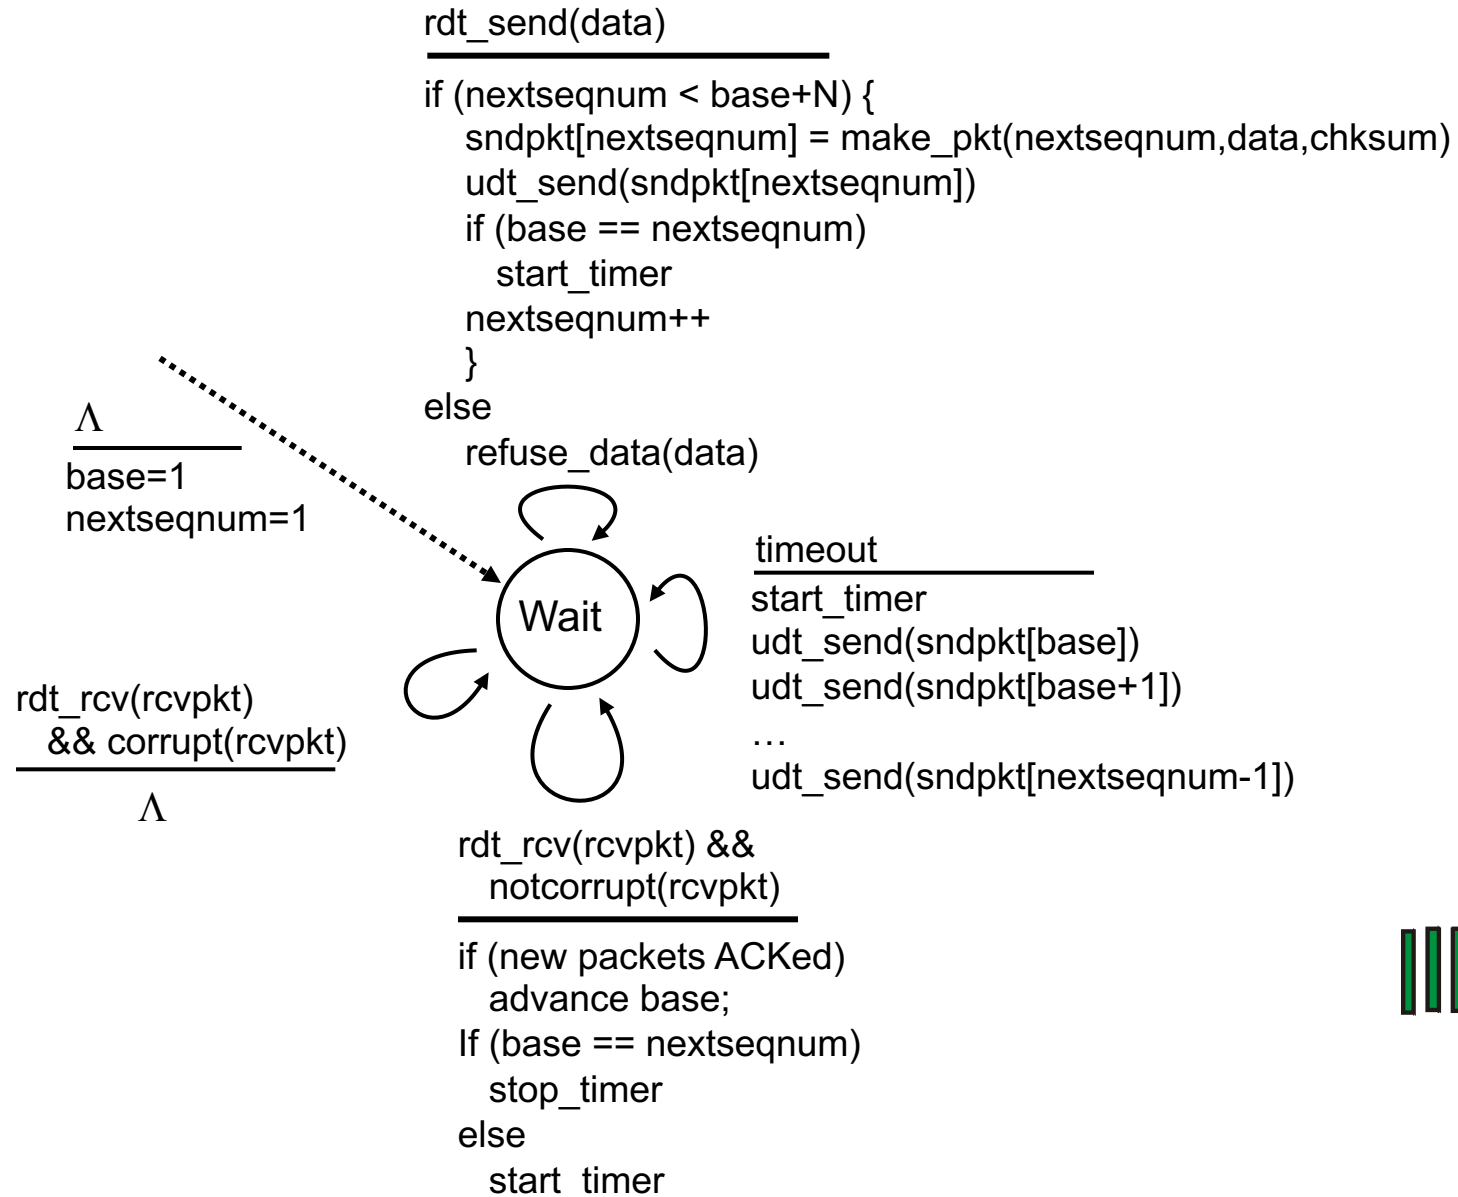 rdt_send(data)
if (nextseqnum < base+N) {
sndpkt[nextseqnum] = make_pkt(nextseqnum,data,chksum)
udt_send(sndpkt[nextseqnum])
if (base == nextseqnum)
start_timer
nextseqnum++
}
else
refuse_data(data)
Λ
base=1
nextseqnum=1
Wait
timeout
start_timer
udt_send(sndpkt[base])
udt_send(sndpkt[base+1])
…
udt_send(sndpkt[nextseqnum-1])
rdt_rcv(rcvpkt)
&& corrupt(rcvpkt)
Λ
rdt_rcv(rcvpkt) &&
notcorrupt(rcvpkt)
if (new packets ACKed)
advance base;
If (base == nextseqnum)
stop_timer
else
start_timer